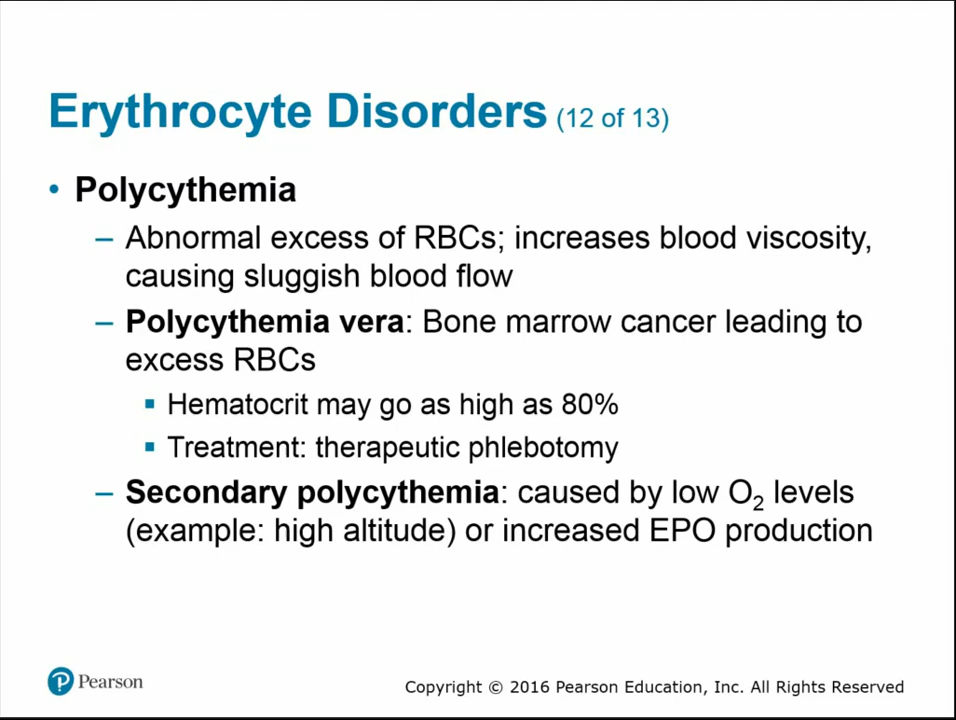 Erythrocyte Disorders (12 of 13)
• Polycythemia
– Abnormal excess of RBCs; increases blood viscosity,
causing sluggish blood flow
– Polycythemia vera: Bone marrow cancer leading to
excess RBCs
▪ Hematocrit may go as high as 80%
▪ Treatment: therapeutic phlebotomy
– Secondary polycythemia: caused by low O₂ levels
(example: high altitude) or increased EPO production
P Pearson
Copyright © 2016 Pearson Education, Inc. All Rights Reserved